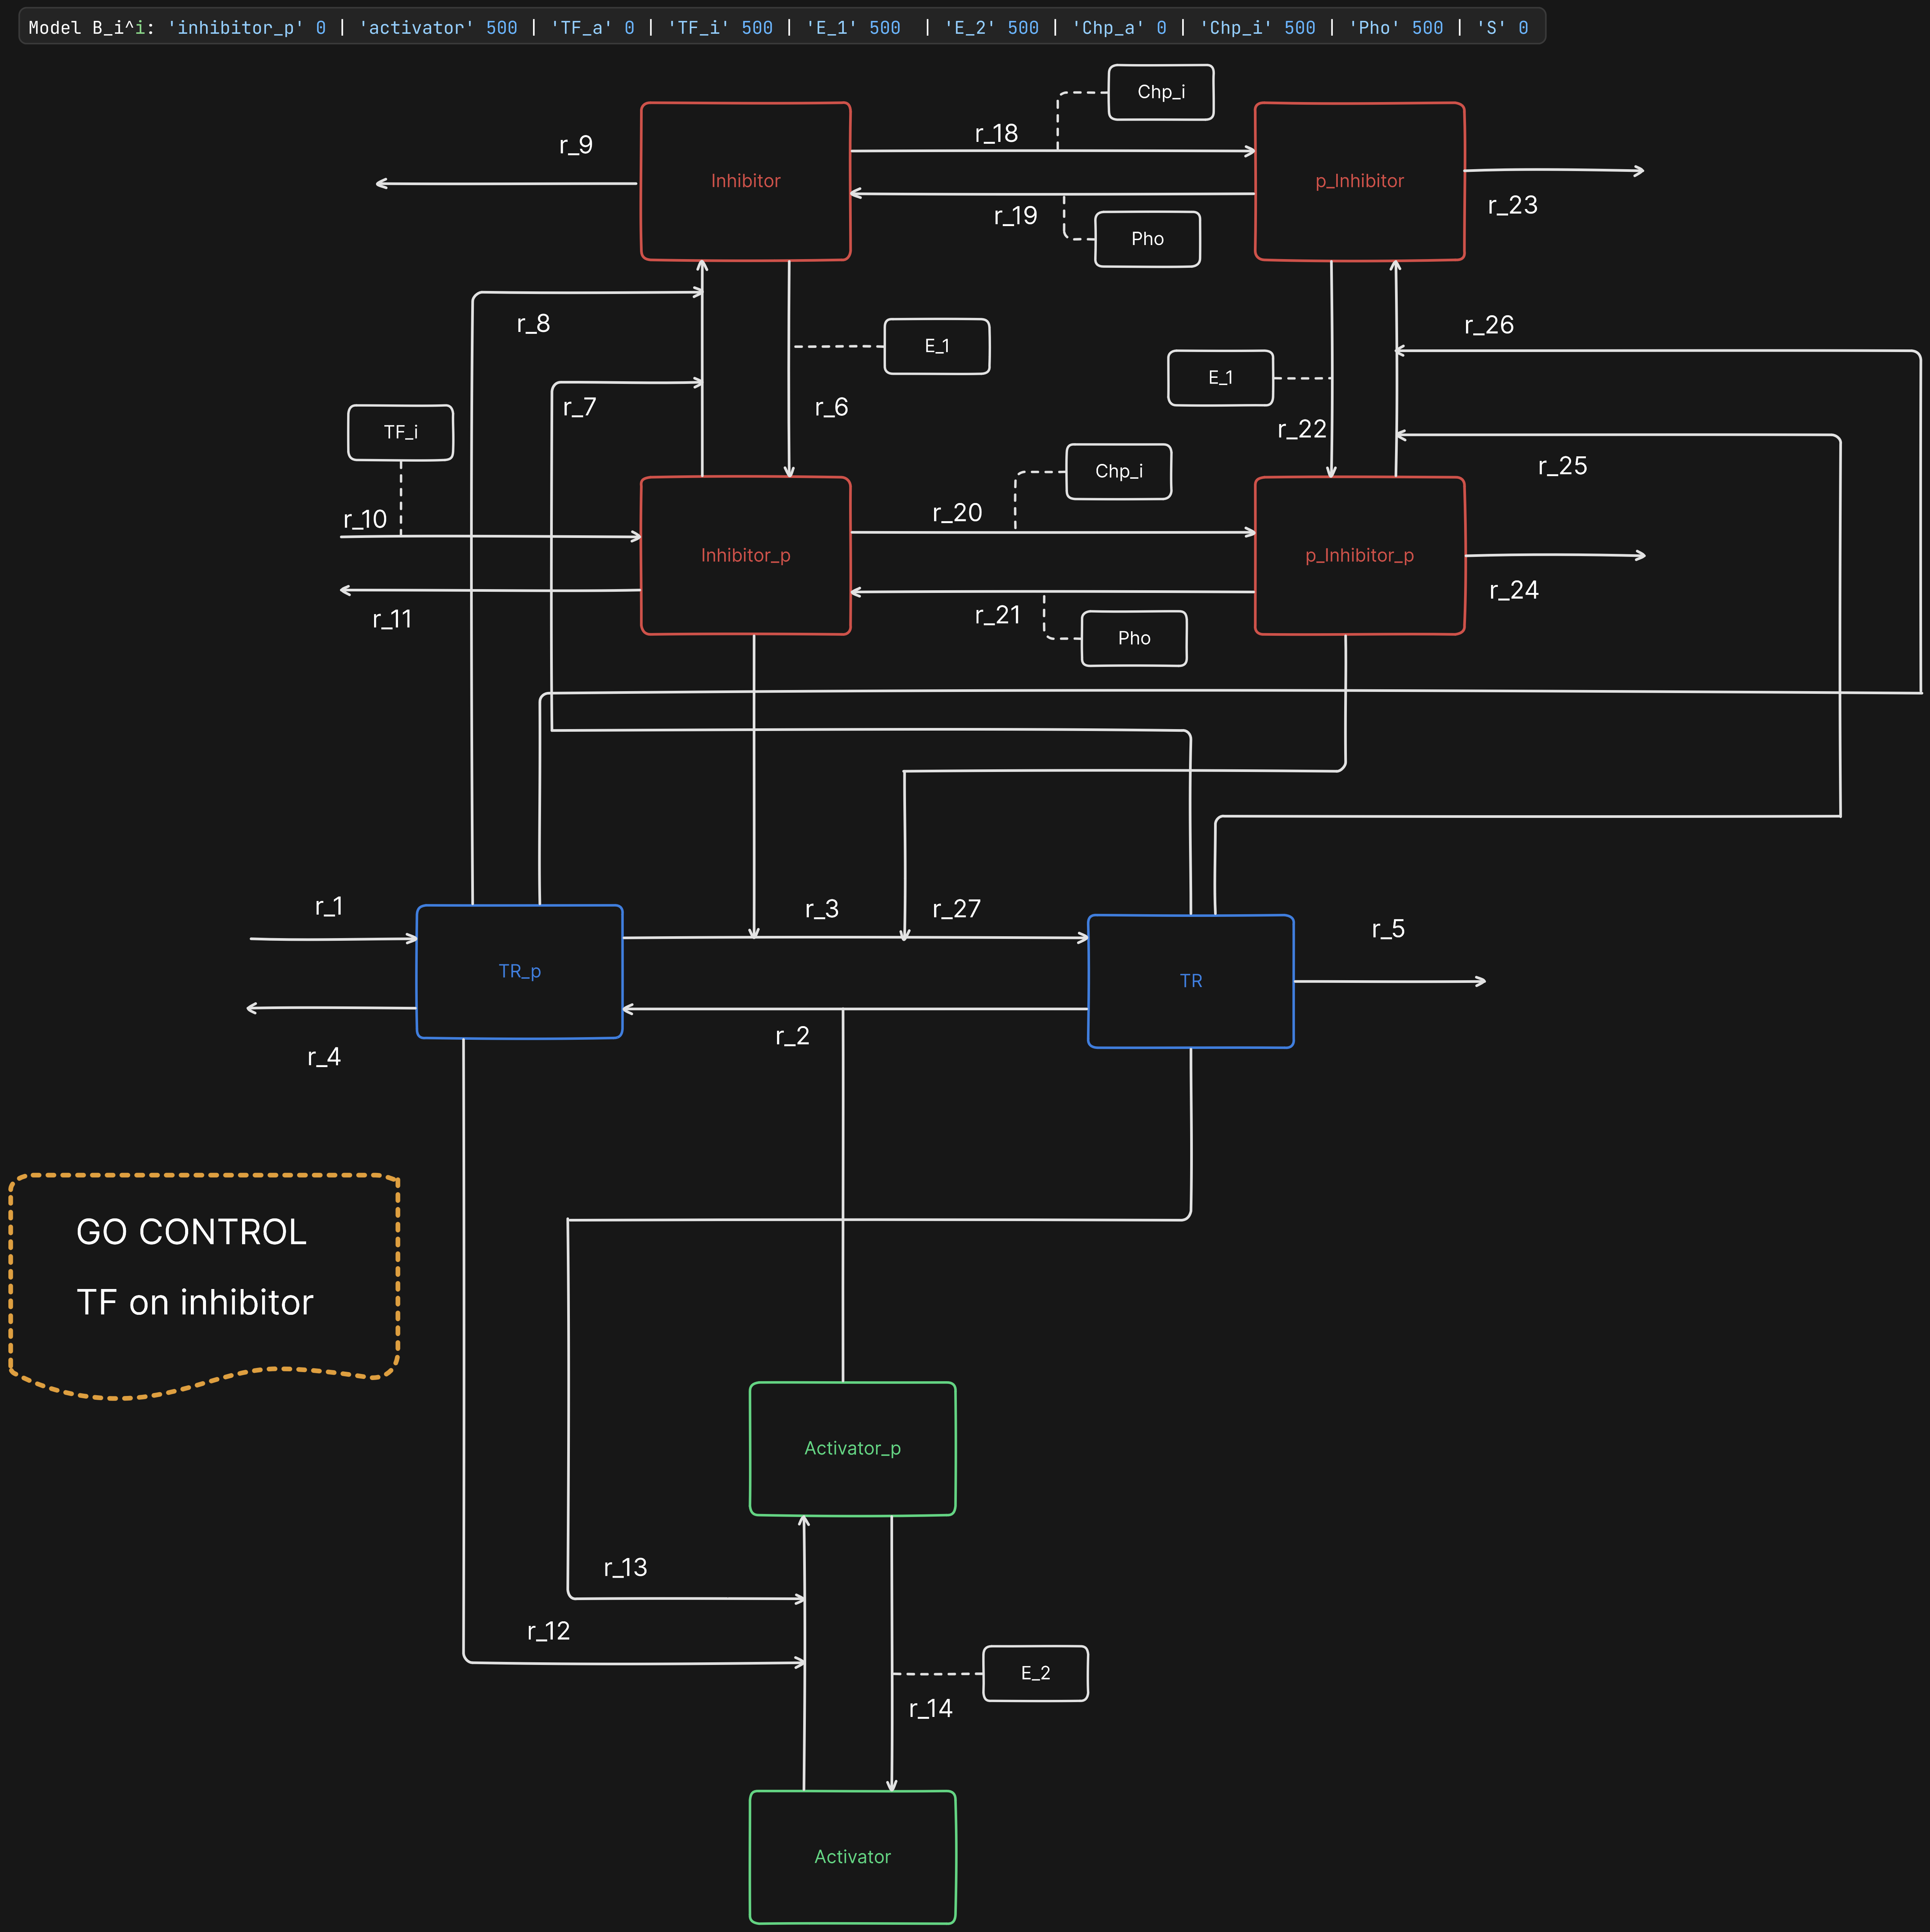 Model B_i^i: 'inhibitor_p' 0 | 'activator' 500 | 'TF_a' 0 | 'TF_i' 500 | 'E_1' 500 | 'E_2' 500 | 'Chp_a' 0 | 'Chp_i' 500 | 'Pho' 500 | 'S' 0
Chp_i
r_9
r_18
Inhibitor
p_Inhibitor
r_23
r_19
Pho
r_8
r_26
E_1
E_1
r_7
r_6
r_22
TF_i
r_25
Chp_i
r_10
r_20
Inhibitor_p
p_Inhibitor_p
r_24
r_11
r_21
Pho
r_1
r_3
r_27
r_5
TR_p
TR
r_2
r_4
GO CONTROL
TF on inhibitor
Activator_p
r_13
r_12
E_2
r_14
Activator